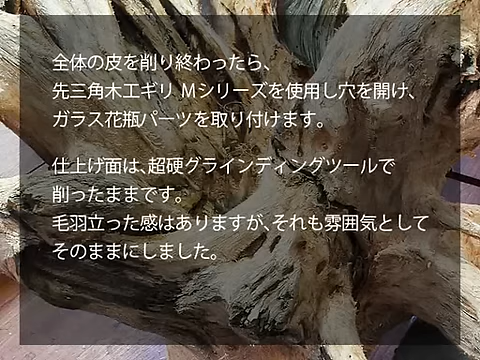 全体の皮を削り終わったら、
先三角木工ギリ Mシリーズを使用し穴を開け、
ガラス花瓶パーツを取り付けます。
仕上げ面は、超硬グラインディングツールで
削ったままです。
毛羽立った感はありますが、それも雰囲気として
そのままにしました。